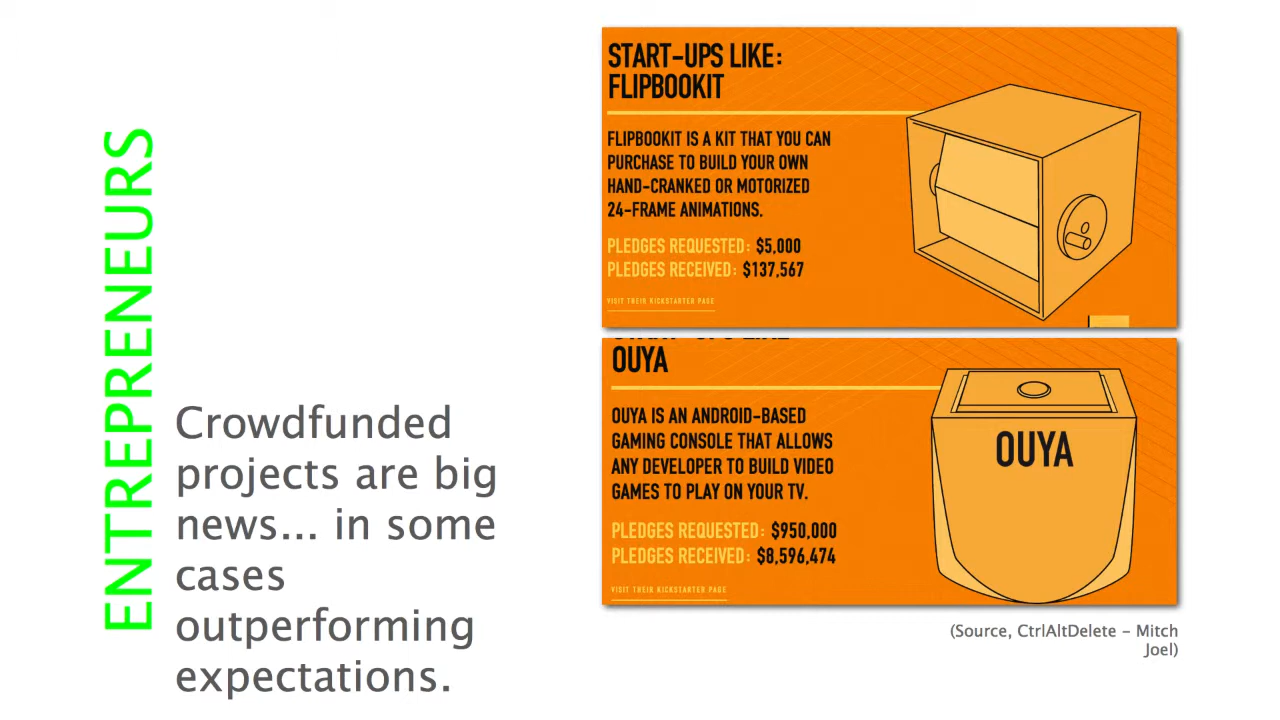 ENTREPRENEURS
Crowdfunded
projects are big
news... in some
cases
outperforming
expectations.
START-UPS LIKE:
FLIPBOOKIT
FLIPBOOKIT IS A KIT THAT YOU CAN
PURCHASE TO BUILD YOUR OWN
HAND-CRANKED OR MOTORIZED
24-FRAME ANIMATIONS.
PLEDGES REQUESTED: $5,000
PLEDGES RECEIVED: $137,567
VISIT THEIR KICKSTARTER PAGE
OUYA
OUYA IS AN ANDROID-BASED
GAMING CONSOLE THAT ALLOWS
ANY DEVELOPER TO BUILD VIDEO
GAMES TO PLAY ON YOUR TV.
PLEDGES REQUESTED: $950,000
PLEDGES RECEIVED: $8,596,474
VISIT THEIR KICKSTARTER PAGE
OUYA
(Source, CtrlAltDelete – Mitch
Joel)